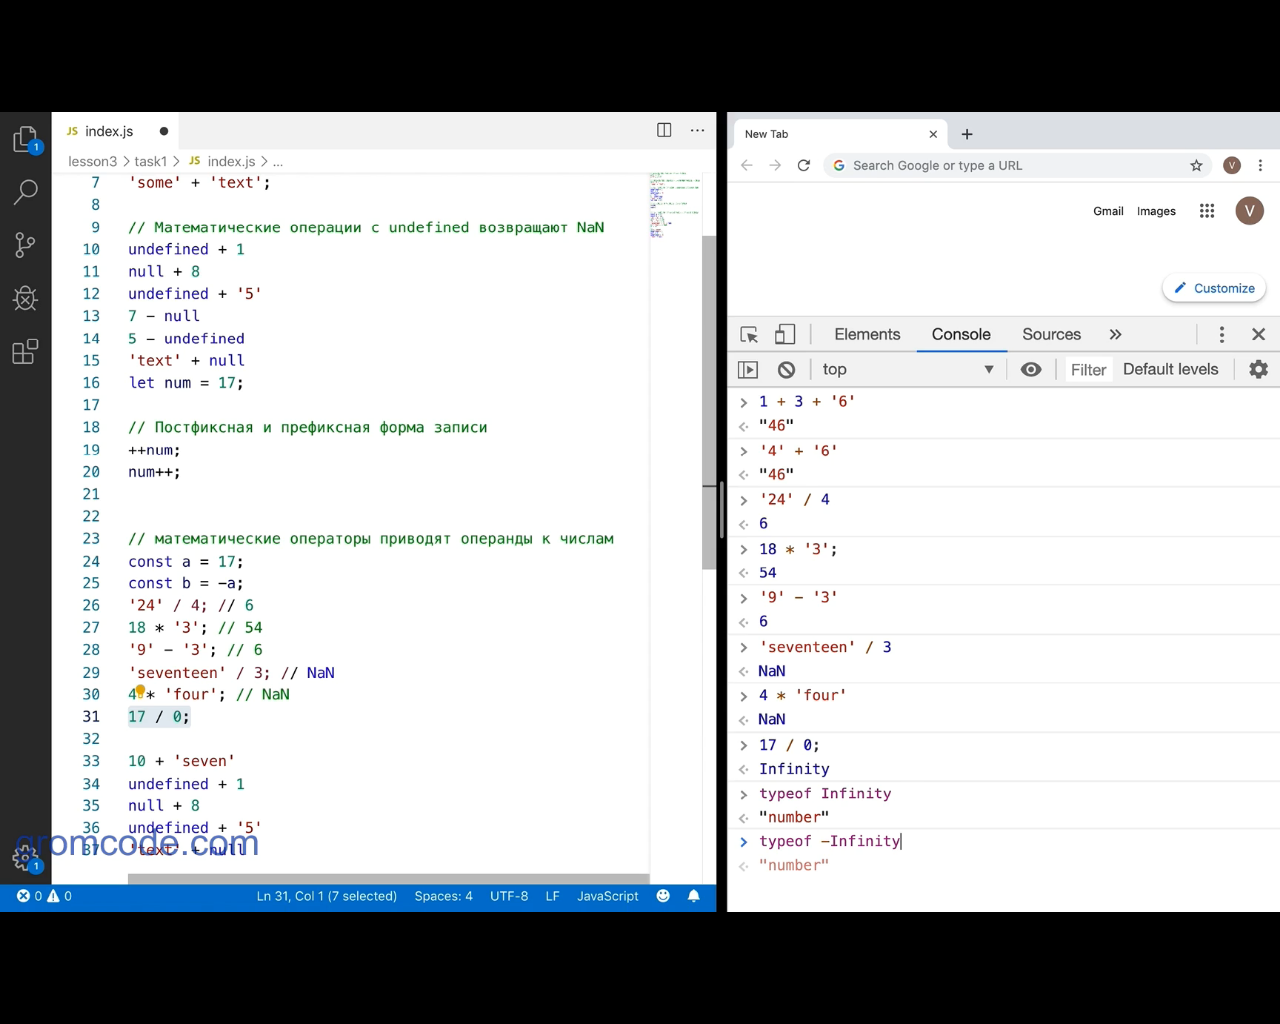 JS index.js
lesson3 > task1 > JS index.js > ...
7 'some' + 'text';
8
9 // Математические операции с undefined возвращают NaN
10 undefined + 1
11 null + 8
12 undefined + '5'
13 7 - null
14 5 - undefined
15 'text' + null
16 let num = 17;
17
18 // Постфиксная и префиксная форма записи
19 ++num;
20 num++;
21
22
23 // математические операторы приводят операнды к числам
24 const a = 17;
25 const b = -a;
26 '24' / 4; // 6
27 18 * '3'; // 54
28 '9' - '3'; // 6
29 'seventeen' / 3; // NaN
30 4 * 'four'; // NaN
31 17 / 0;
32
33 10 + 'seven'
34 undefined + 1
35 null + 8
36 undefined + '5'
37 'text' + null
gromcode.com
1
1
0 0 Ln 31, Col 1 (7 selected) Spaces: 4 UTF-8 LF JavaScript
New Tab
Search Google or type a URL V
Gmail Images V
Customize
Elements Console Sources »
top Filter Default levels
> 1 + 3 + '6'
"46"
> '4' + '6'
"46"
> '24' / 4
6
> 18 * '3';
54
> '9' - '3'
6
> 'seventeen' / 3
NaN
> 4 * 'four'
NaN
> 17 / 0;
Infinity
> typeof Infinity
"number"
> typeof -Infinity
"number"